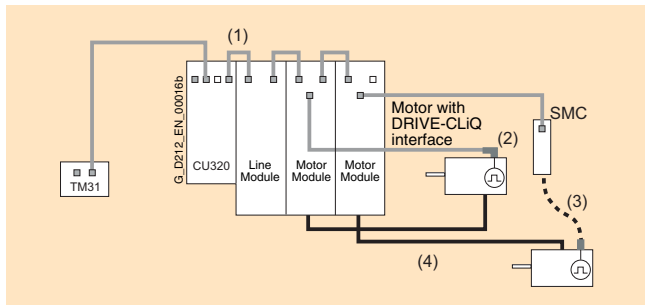 (1)
G_D212_EN_00016b
CU320
Line
Module
Motor
Module
Motor
Module
Motor with
DRIVE-CLiQ
interface
(2)
SMC
TM31
(3)
(4)